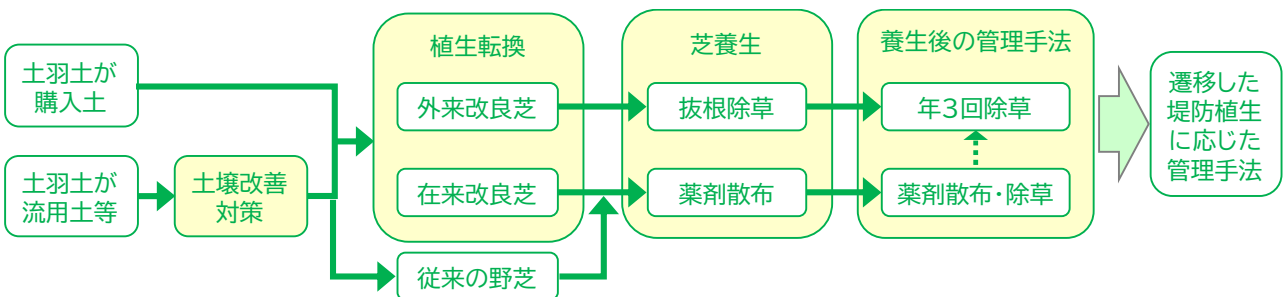 土羽土が
購入土
土羽土が
流用土等
土壌改善
対策
植生転換
外来改良芝
在来改良芝
従来の野芝
芝養生
抜根除草
薬剤散布
養生後の管理手法
年3回除草
薬剤散布・除草
遷移した
堤防植生
に応じた
管理手法